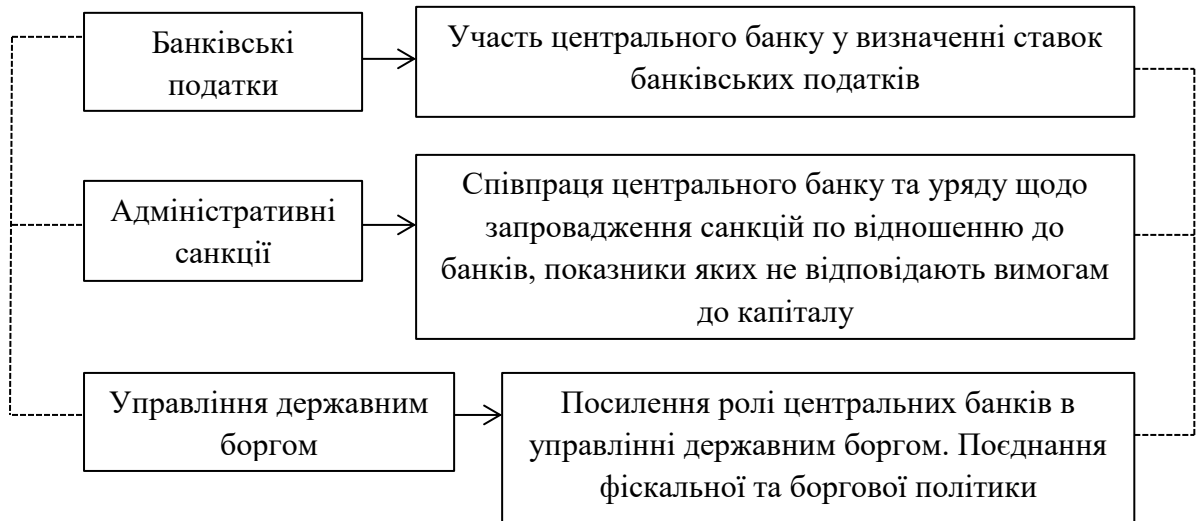 Банківські
податки
Участь центрального банку у визначенні ставок
банківських податків
Адміністративні
санкції
Співпраця центрального банку та уряду щодо
запровадження санкцій по відношенню до
банків, показники яких не відповідають вимогам
до капіталу
Управління державним
боргом
Посилення ролі центральних банків в
управлінні державним боргом. Поєднання
фіскальної та боргової політики